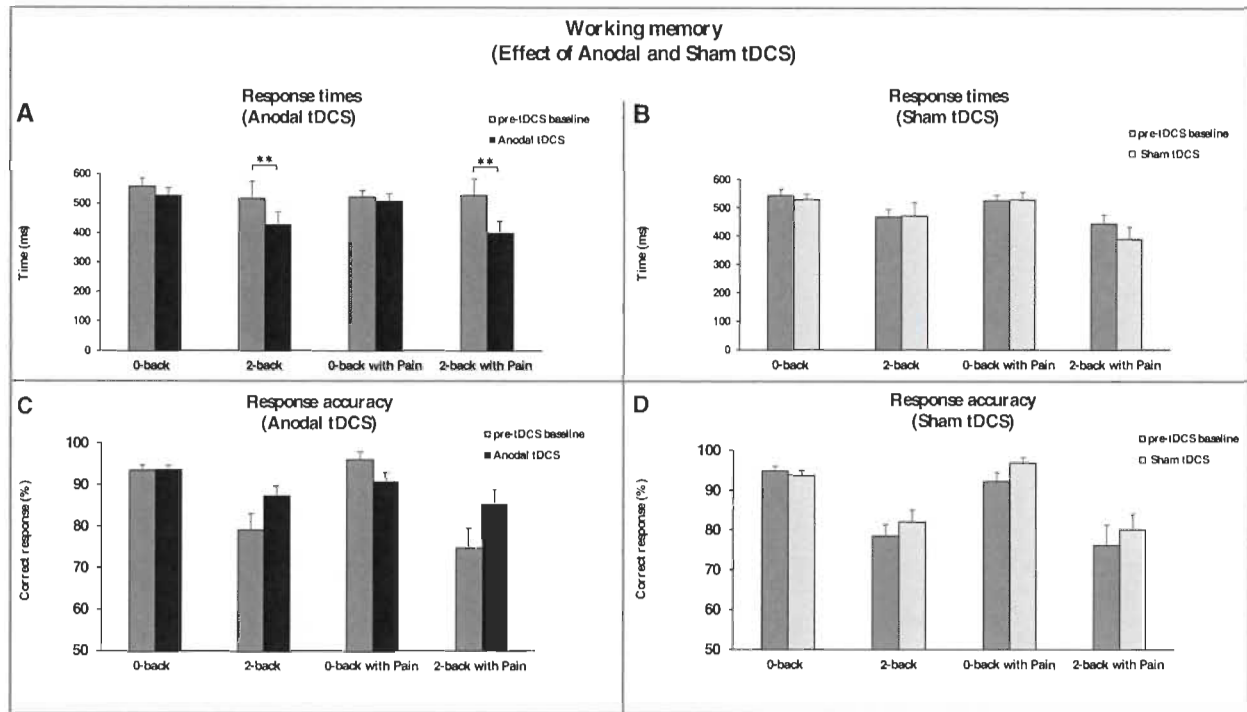 Working memory
(Effect of Anodal and Sham tDCS)
A
Response times
(Anodal tDCS)
pre-tDCS baseline
Anodal tDCS
**
**
Time (ms)
600
500
400
300
200
100
0
0-back
2-back
0-back with Pain
2-back with Pain
B
Response times
(Sham tDCS)
pre-tDCS baseline
Sham tDCS
Time (ms)
600
500
400
300
200
100
0
0-back
2-back
0-back with Pain
2-back with Pain
C
Response accuracy
(Anodal tDCS)
pre-tDCS baseline
Anodal tDCS
Correct response (%)
100
90
80
70
60
50
0-back
2-back
0-back with Pain
2-back with Pain
D
Response accuracy
(Sham tDCS)
pre-tDCS baseline
Sham tDCS
Correct response (%)
100
90
80
70
60
50
0-back
2-back
0-back with Pain
2-back with Pain